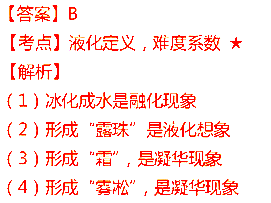 【答案】B
【考点】液化定义，难度系数 ★
【解析】
（1）冰化成水是融化现象
（2）形成“露珠”是液化想象
（3）形成“霜”，是凝华现象
（4）形成“雾凇”，是凝华现象